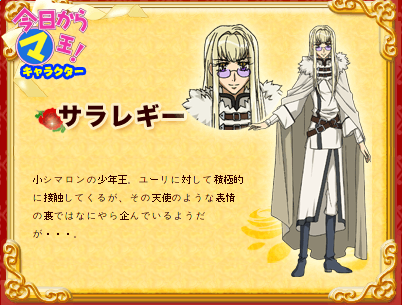 今日から
マ王!
キャラクター
サラレギー
小シマロンの少年王。ユーリに対して積極的
に接触してくるが、その天使のような表情
の裏ではなにやら企んでいるようだ
が・・・。